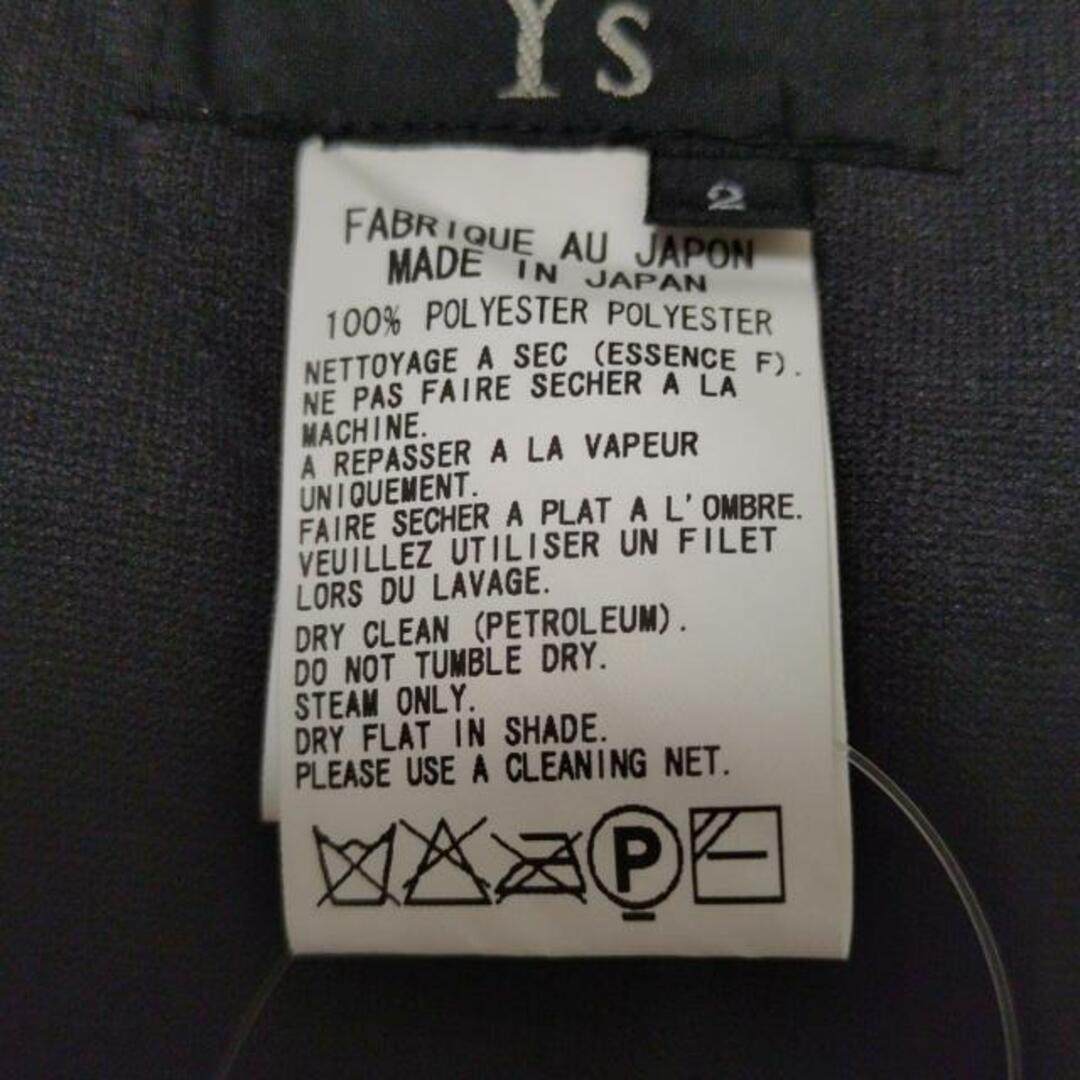 Ys
2
FABRIQUE AU JAPON
MADE IN JAPAN
100% POLYESTER POLYESTER
NETTOYAGE A SEC (ESSENCE F).
NE PAS FAIRE SECHER A LA
MACHINE.
A REPASSER A LA VAPEUR
UNIQUEMENT.
FAIRE SECHER A PLAT A L'OMBRE.
VEUILLEZ UTILISER UN FILET
LORS DU LAVAGE.
DRY CLEAN (PETROLEUM).
DO NOT TUMBLE DRY.
STEAM ONLY.
DRY FLAT IN SHADE.
PLEASE USE A CLEANING NET.
P